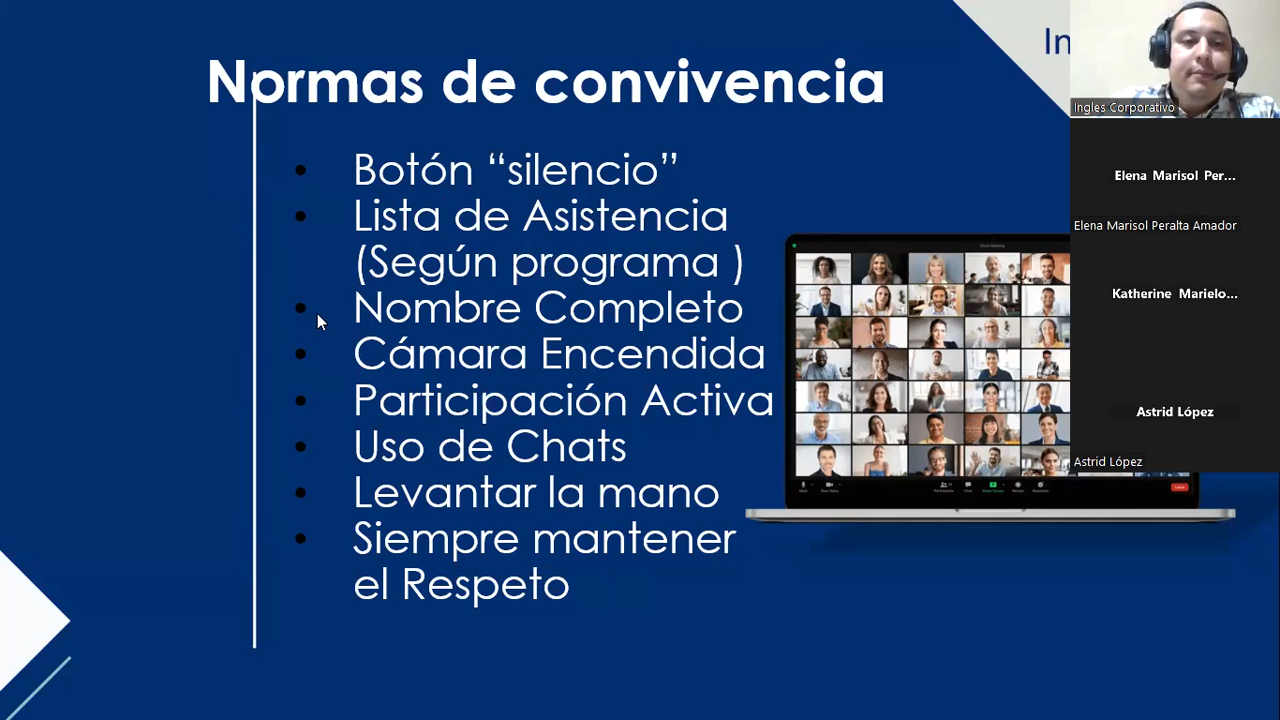 In
Normas de convivencia
Botón “silencio”
Lista de Asistencia
(Según programa )
Nombre Completo
Cámara Encendida
Participación Activa
Uso de Chats
Levantar la mano
Siempre mantener
el Respeto
Ingles Corporativo
Elena Marisol Per...
Elena Marisol Peralta Amador
Katherine Marielo...
Astrid López
Astrid López